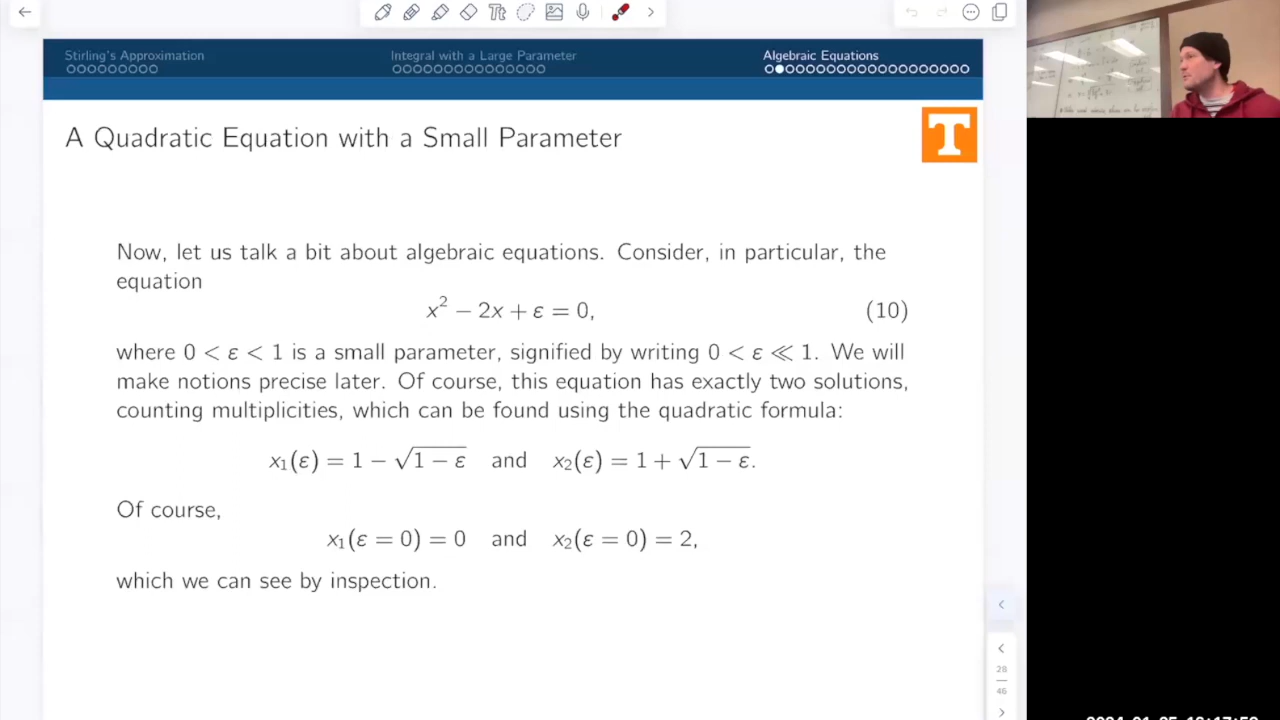 Stirling's Approximation
Integral with a Large Parameter
Algebraic Equations
A Quadratic Equation with a Small Parameter
T
Now, let us talk a bit about algebraic equations. Consider, in particular, the
equation
x² − 2x + ε = 0, (10)
where 0 < ε < 1 is a small parameter, signified by writing 0 < ε ≪ 1. We will
make notions precise later. Of course, this equation has exactly two solutions,
counting multiplicities, which can be found using the quadratic formula:
x₁(ε) = 1 − √(1 − ε) and x₂(ε) = 1 + √(1 − ε).
Of course,
x₁(ε = 0) = 0 and x₂(ε = 0) = 2,
which we can see by inspection.
28
46